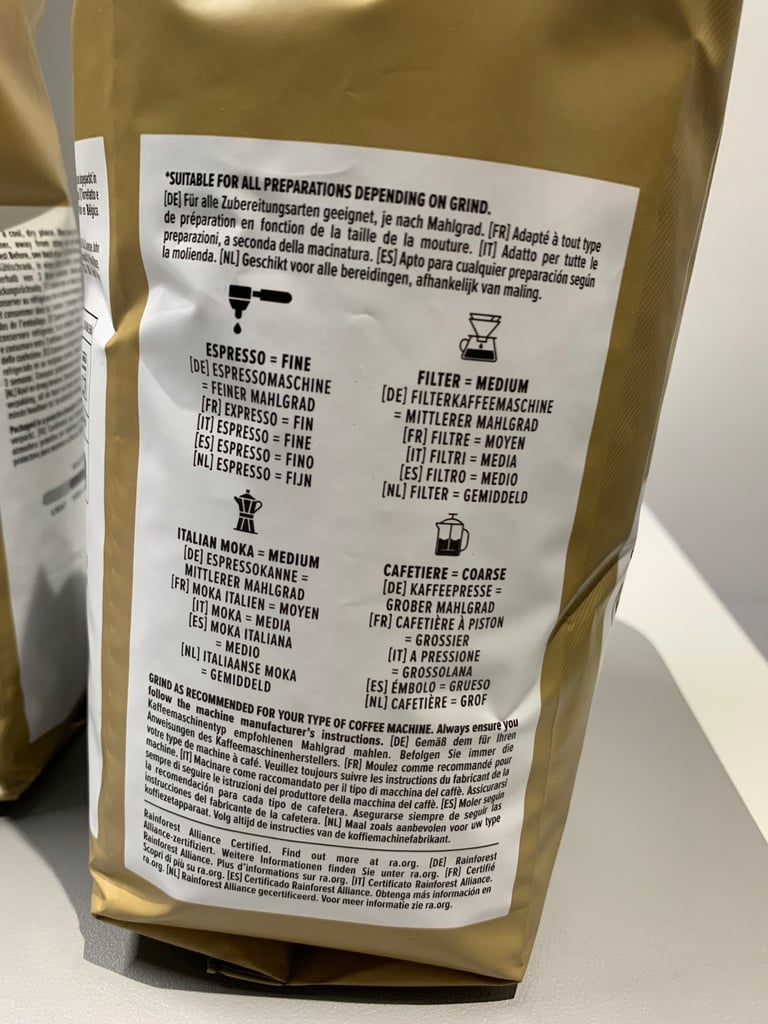 *SUITABLE FOR ALL PREPARATIONS DEPENDING ON GRIND.
[DE] Für alle Zubereitungsarten geeignet, je nach Mahlgrad. [FR] Adapté à tout type
de préparation en fonction de la taille de la mouture. [IT] Adatto per tutte le
preparazioni, a seconda della macinatura. [ES] Apto para cualquier preparación según
la molienda. [NL] Geschikt voor alle bereidingen, afhankelijk van maling.
ESPRESSO = FINE
[DE] ESPRESSOMASCHINE
= FEINER MAHLGRAD
[FR] EXPRESSO = FIN
[IT] ESPRESSO = FINE
[ES] ESPRESSO = FINO
[NL] ESPRESSO = FIJN
FILTER = MEDIUM
[DE] FILTERKAFFEEMASCHINE
= MITTLERER MAHLGRAD
[FR] FILTRE = MOYEN
[IT] FILTRI = MEDIA
[ES] FILTRO = MEDIO
[NL] FILTER = GEMIDDELD
ITALIAN MOKA = MEDIUM
[DE] ESPRESSOKANNE =
MITTLERER MAHLGRAD
[FR] MOKA ITALIEN = MOYEN
[IT] MOKA = MEDIA
[ES] MOKA ITALIANA
= MEDIO
[NL] ITALIAANSE MOKA
= GEMIDDELD
CAFETIERE = COARSE
[DE] KAFFEEPRESSE =
GROBER MAHLGRAD
[FR] CAFETIÈRE À PISTON
= GROSSIER
[IT] A PRESSIONE
= GROSSOLANA
[ES] ÉMBOLO = GRUESO
[NL] CAFETIÈRE = GROF
GRIND AS RECOMMENDED FOR YOUR TYPE OF COFFEE MACHINE. Always ensure you
follow the machine manufacturer's instructions. [DE] Gemäß dem für Ihren
Kaffeemaschinentyp empfohlenen Mahlgrad mahlen. Befolgen Sie immer die
Anweisungen des Kaffeemaschinenherstellers. [FR] Moulez comme recommandé pour
votre type de machine à café. Veuillez toujours suivre les instructions du fabricant de la
machine. [IT] Macinare come raccomandato per il tipo di macchina del caffè. Assicurarsi
sempre di seguire le istruzioni del produttore della macchina del caffè. [ES] Moler según
la recomendación para cada tipo de cafetera. Asegurarse siempre de seguir las
instrucciones del fabricante de la cafetera. [NL] Maal zoals aanbevolen voor uw type
koffiezetapparaat. Volg altijd de instructies van de koffiemachinefabrikant.
Rainforest Alliance Certified. Find out more at ra.org. [DE] Rainforest
Alliance-zertifiziert. Weitere Informationen finden Sie unter ra.org. [FR] Certifié
Rainforest Alliance. Plus d'informations sur ra.org. [IT] Certificato Rainforest Alliance.
Scopri di più su ra.org. [ES] Certificado Rainforest Alliance. Obtenga más información en
ra.org. [NL] Rainforest Alliance gecertificeerd. Voor meer informatie zie ra.org.